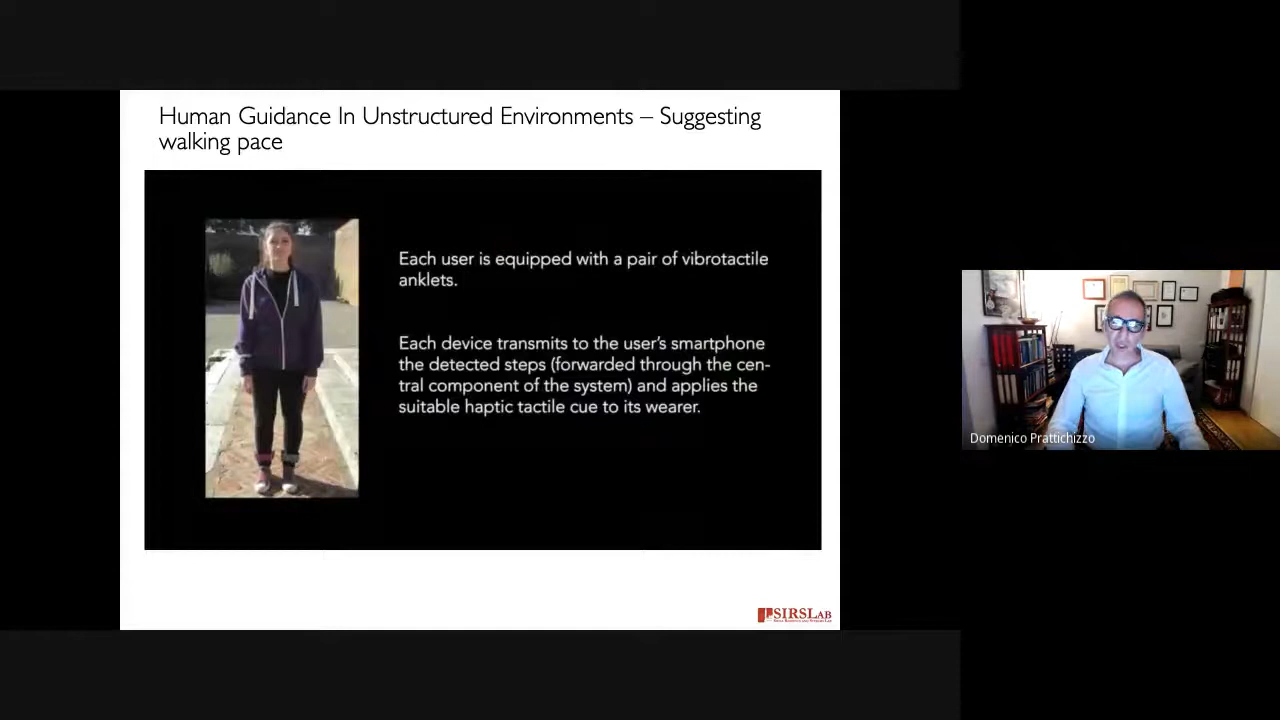 Human Guidance In Unstructured Environments – Suggesting
walking pace
Each user is equipped with a pair of vibrotactile
anklets.
Each device transmits to the user's smartphone
the detected steps (forwarded through the cen-
tral component of the system) and applies the
suitable haptic tactile cue to its wearer.
Domenico Prattichizzo
SIRSLAB